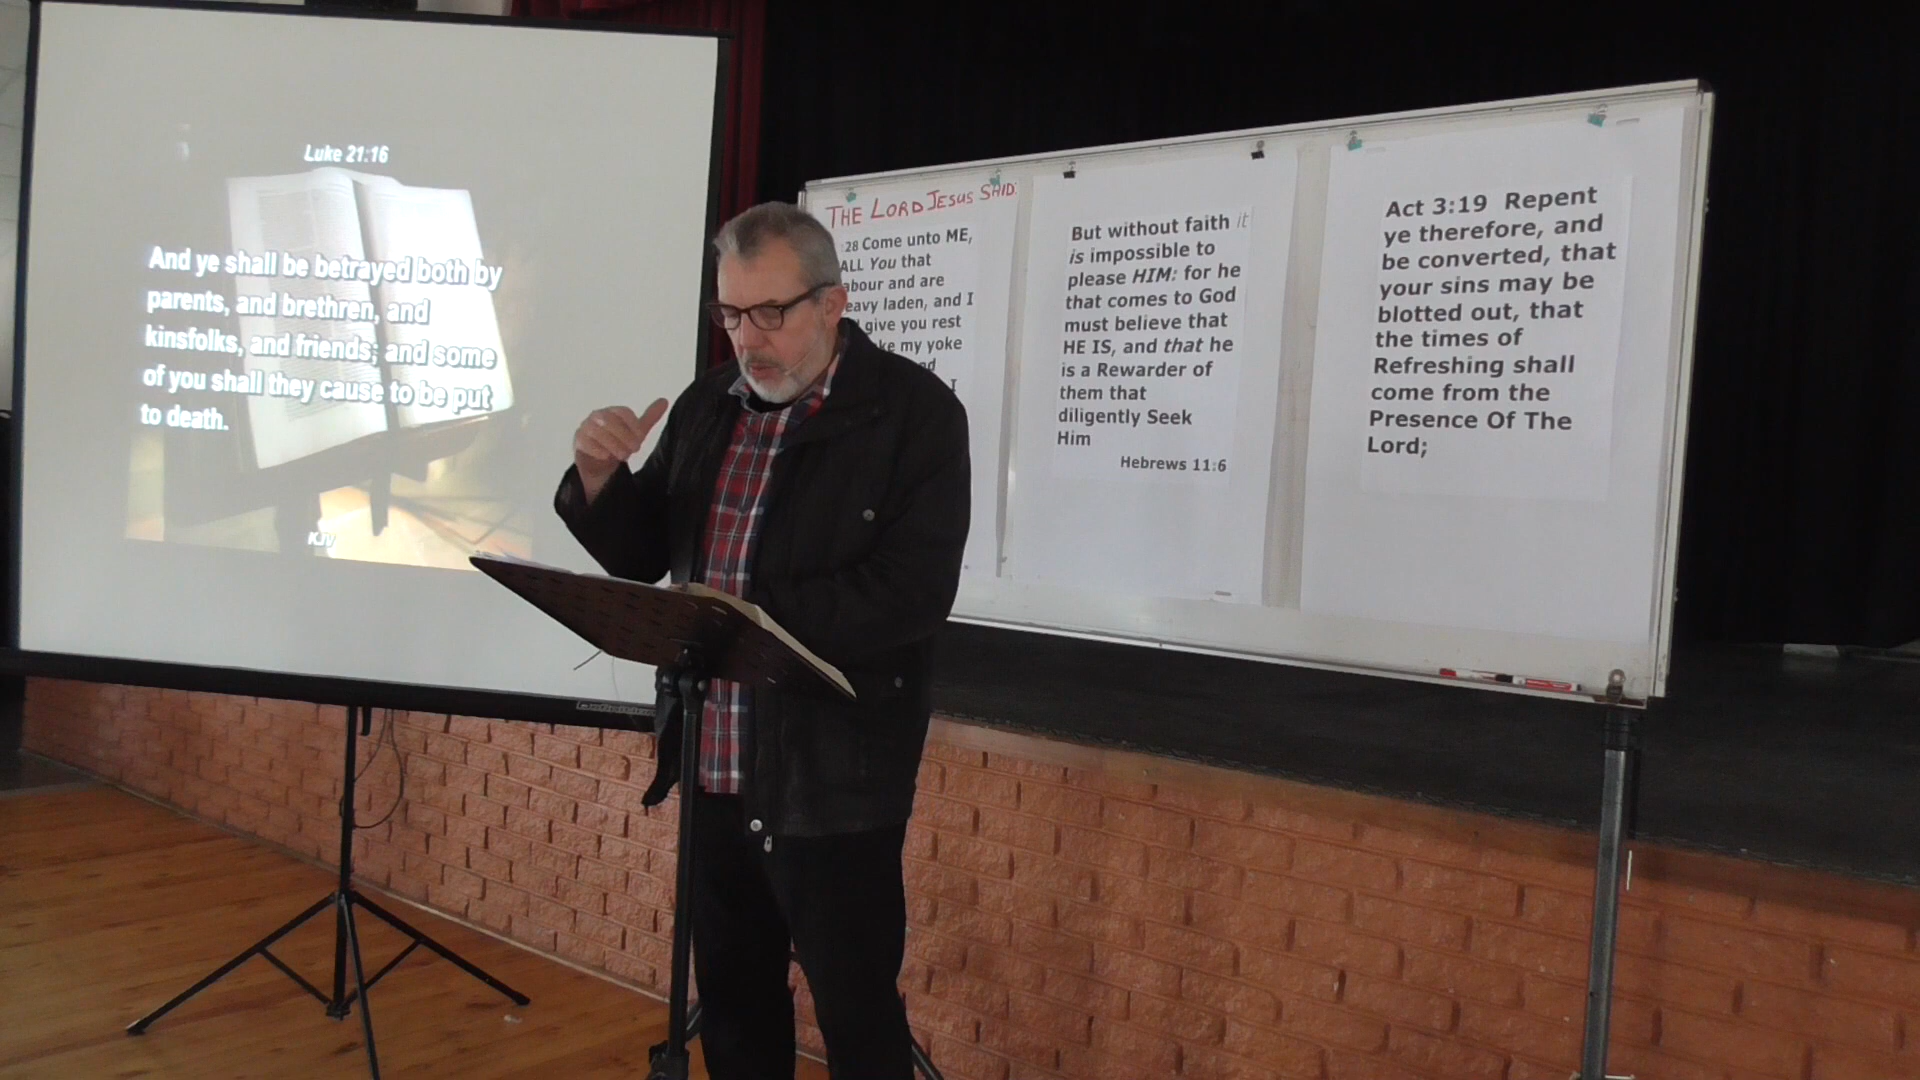 Luke 21:16
And ye shall be betrayed both by
parents, and brethren, and
kinsfolks, and friends; and some
of you shall they cause to be put
to death.
KJV
THE LORD JESUS SAID:
28 Come unto ME,
ALL You that
abour and are
eavy laden, and I
give you rest
ke my yoke
I
But without faith it
is impossible to
please HIM: for he
that comes to God
must believe that
HE IS, and that he
is a Rewarder of
them that
diligently Seek
Him
Hebrews 11:6
Act 3:19 Repent
ye therefore, and
be converted, that
your sins may be
blotted out, that
the times of
Refreshing shall
come from the
Presence Of The
Lord;